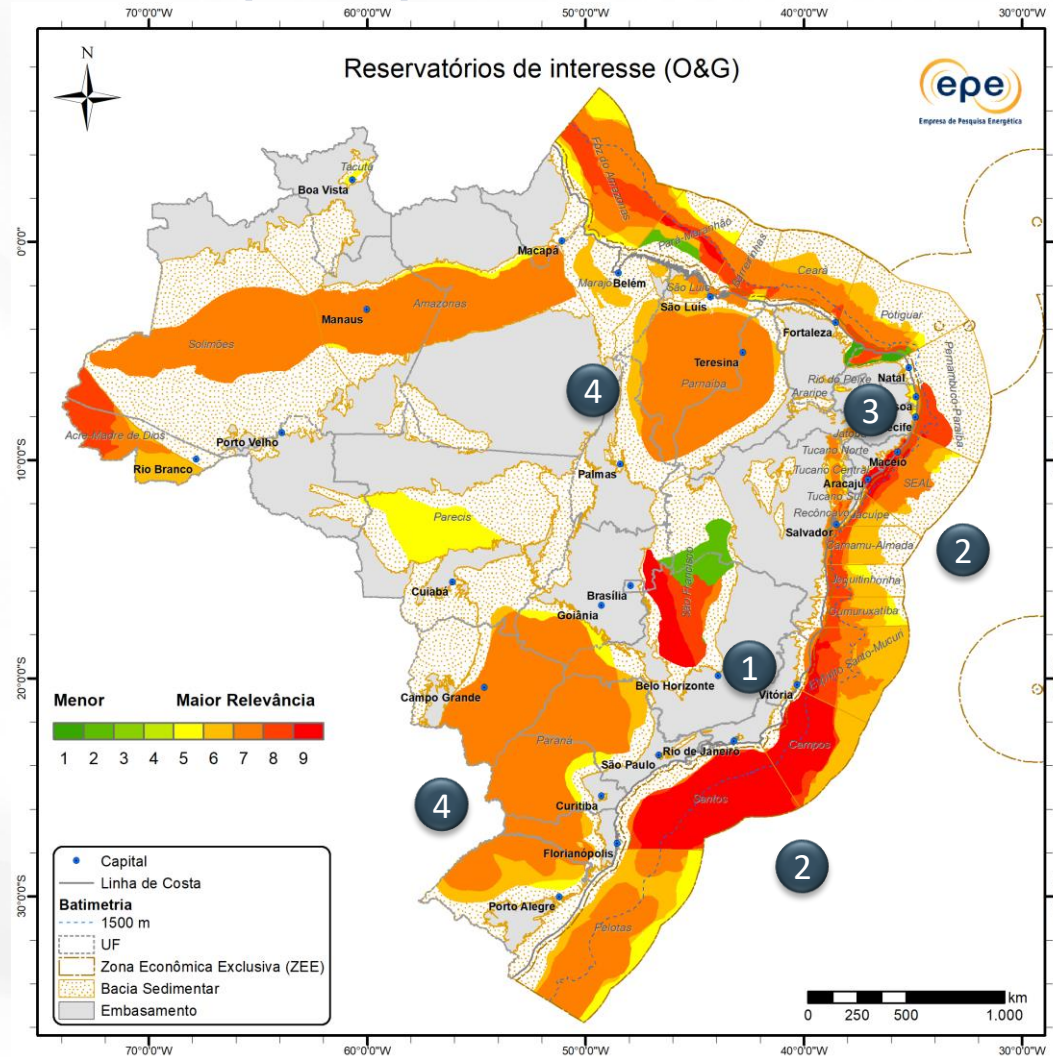 70°0'0"W 60°0'0"W 50°0'0"W 40°0'0"W 30°0'0"W
N
Reservatórios de interesse (O&G)
epe
Empresa de Pesquisa Energética
Tacutu
Boa Vista
Foz do Amazonas
0°0'0"
Macapá
Pará-Maranhão
Barreirinhas
Marajó
Belém
São Luís
São Luís
Ceará
Amazonas
Manaus
Solimões
Fortaleza
Potiguar
Teresina
Parnaíba
Rio do Peixe
Natal
Araripe
Pernambuco-Paraíba
4
3
soa
ecife
Acre-Madre de Dios
Porto Velho
Rio Branco
10°0'0"S
Palmas
Tucano Norte
Maceió
Tucano Central
Aracaju
SEAL
Tucano Sul
Recôncavo
Jacuípe
Salvador
Camamu-Almada
2
Parecis
São Francisco
Jequitinhonha
Cuiabá
Brasília
Goiânia
Cumuruxatiba
Espírito Santo-Mucuri
1
20°0'0"S
Campo Grande
Belo Horizonte
Vitória
Menor Maior Relevância
1 2 3 4 5 6 7 8 9
Paraná
Campos
São Paulo
Rio de Janeiro
Santos
4
Curitiba
Florianópolis
2
30°0'0"S
Porto Alegre
Pelotas
Capital
Linha de Costa
Batimetria
1500 m
UF
Zona Econômica Exclusiva (ZEE)
Bacia Sedimentar
Embasamento
km
0 250 500 1.000
70°0'0"W 60°0'0"W 50°0'0"W 40°0'0"W 30°0'0"W